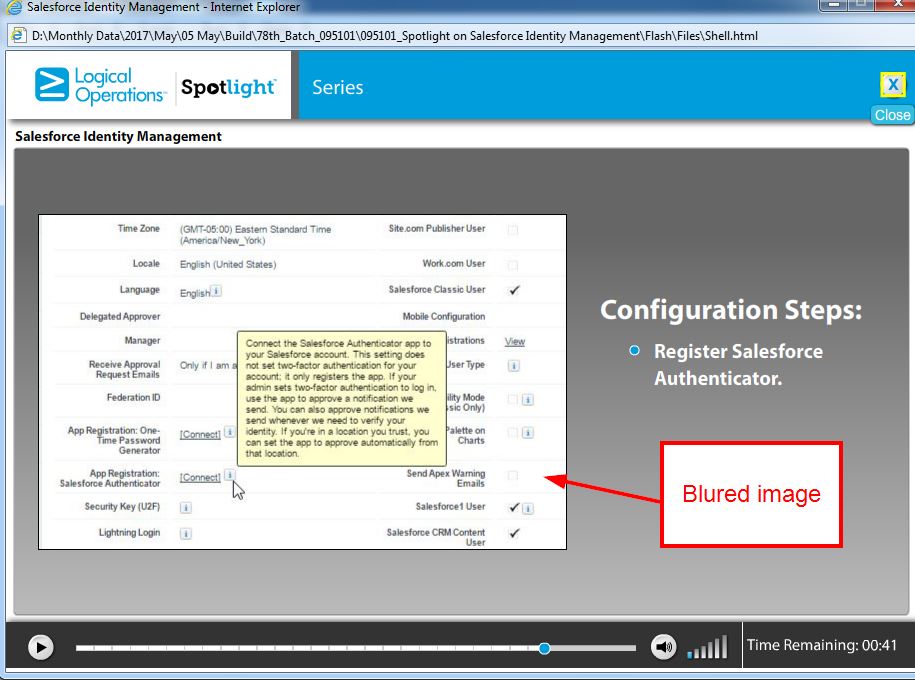 Salesforce Identity Management - Internet Explorer
D:\Monthly Data\2017\May\05 May\Build\78th_Batch_095101\095101_Spotlight on Salesforce Identity Management\Flash\Files\Shell.html
Logical
Operations
Spotlight
Series
X
Close
Salesforce Identity Management
Time Zone
(GMT-05:00) Eastern Standard Time
(America/New_York)
Site.com Publisher User
Locale
English (United States)
Work.com User
Language
English
Salesforce Classic User
Delegated Approver
Mobile Configuration
Manager
istrations
View
Receive Approval
Request Emails
Only if I am a
User Type
Federation ID
ility Mode
sic Only)
App Registration: One-
Time Password
Generator
[Connect]
Palette on
Charts
Connect the Salesforce Authenticator app to
your Salesforce account. This setting does
not set two-factor authentication for your
account; it only registers the app. If your
admin sets two-factor authentication to log in,
use the app to approve a notification we
send. You can also approve notifications we
send whenever we need to verify your
identity. If you're in a location you trust, you
can set the app to approve automatically from
that location.
App Registration:
Salesforce Authenticator
[Connect]
Send Apex Warning
Emails
Security Key (U2F)
Salesforce1 User
Lightning Login
Salesforce CRM Content
User
Configuration Steps:
Register Salesforce
Authenticator.
Blured image
Time Remaining: 00:41